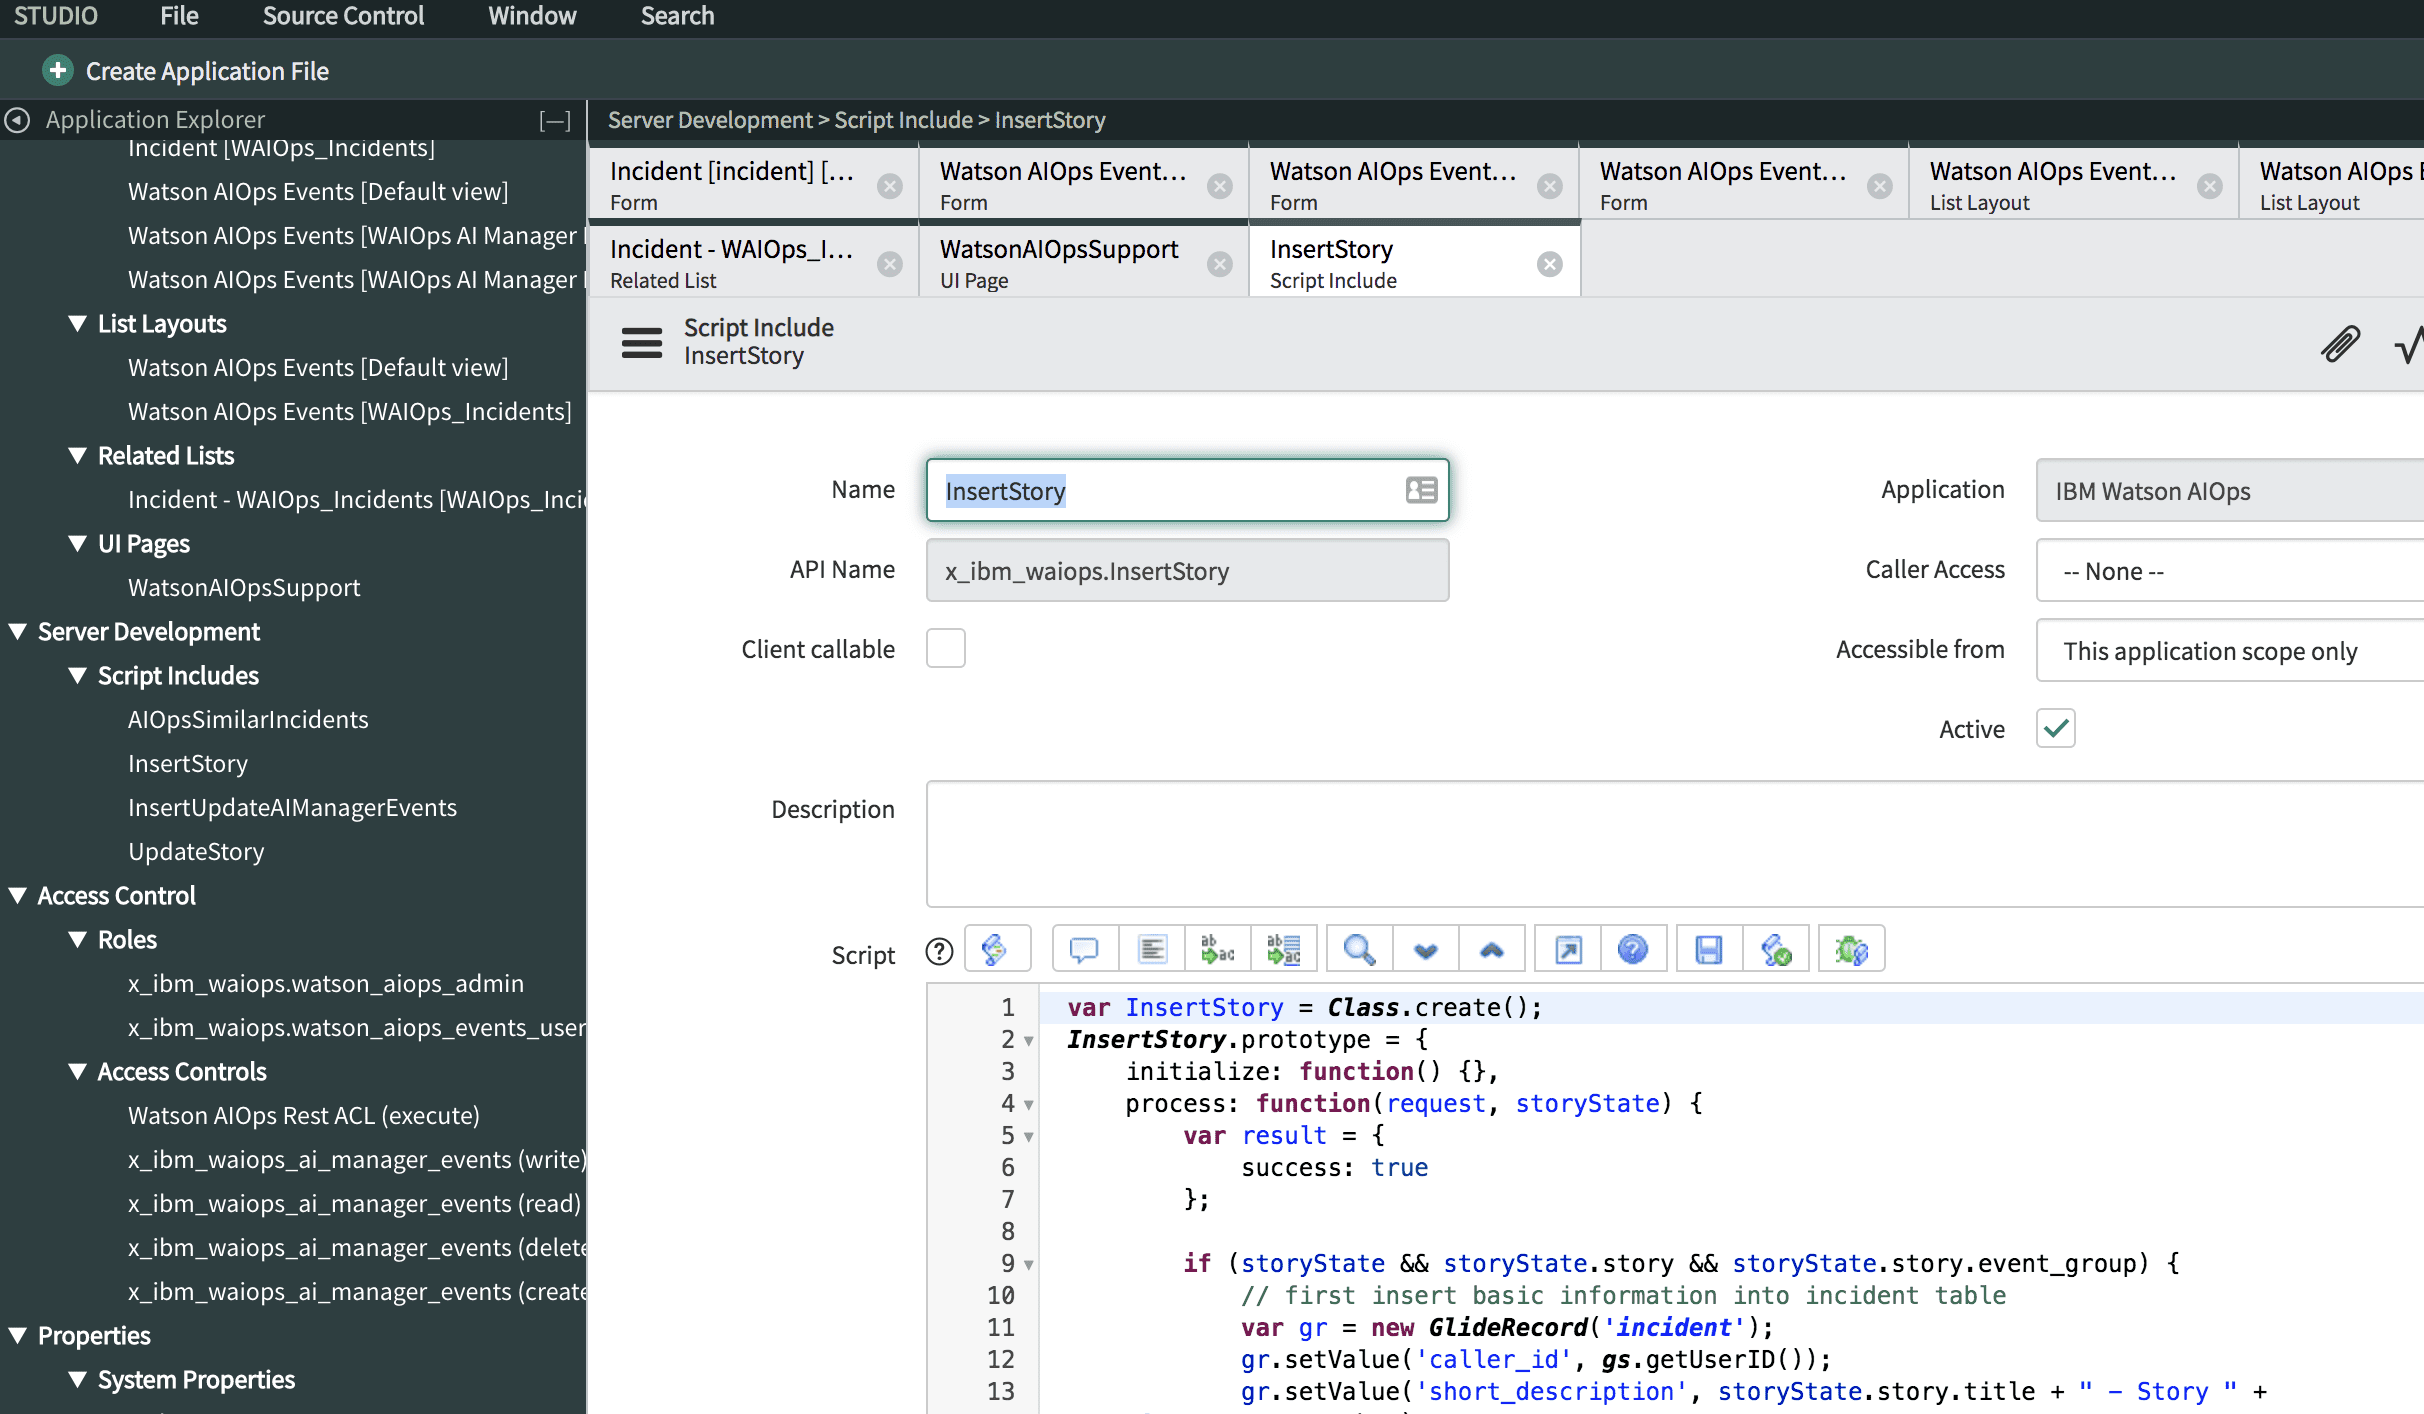 STUDIO File Source Control Window Search
Create Application File
Application Explorer [—]
Incident [WAIOps_Incidents]
Watson AIOps Events [Default view]
Watson AIOps Events [WAIOps AI Manager
Watson AIOps Events [WAIOps AI Manager
List Layouts
Watson AIOps Events [Default view]
Watson AIOps Events [WAIOps_Incidents]
Related Lists
Incident - WAIOps_Incidents [WAIOps_Inci
UI Pages
WatsonAIOpsSupport
Server Development
Script Includes
AIOpsSimilarIncidents
InsertStory
InsertUpdateAIManagerEvents
UpdateStory
Access Control
Roles
x_ibm_waiops.watson_aiops_admin
x_ibm_waiops.watson_aiops_events_user
Access Controls
Watson AIOps Rest ACL (execute)
x_ibm_waiops_ai_manager_events (write)
x_ibm_waiops_ai_manager_events (read)
x_ibm_waiops_ai_manager_events (delete
x_ibm_waiops_ai_manager_events (create
Properties
System Properties
Server Development > Script Include > InsertStory
Incident [incident] [...
Form
Watson AIOps Event...
Form
Watson AIOps Event...
Form
Watson AIOps Event...
Form
Watson AIOps Event...
List Layout
Watson AIOps E
List Layout
Incident - WAIOps_I...
Related List
WatsonAIOpsSupport
UI Page
InsertStory
Script Include
Script Include
InsertStory
Name InsertStory
Application IBM Watson AIOps
API Name x_ibm_waiops.InsertStory
Caller Access -- None --
Client callable
Accessible from This application scope only
Active
Description
Script
1 var InsertStory = Class.create();
2 InsertStory.prototype = {
3 initialize: function() {},
4 process: function(request, storyState) {
5 var result = {
6 success: true
7 };
8
9 if (storyState && storyState.story && storyState.story.event_group) {
10 // first insert basic information into incident table
11 var gr = new GlideRecord('incident');
12 gr.setValue('caller_id', gs.getUserID());
13 gr.setValue('short_description', storyState.story.title + " - Story " +